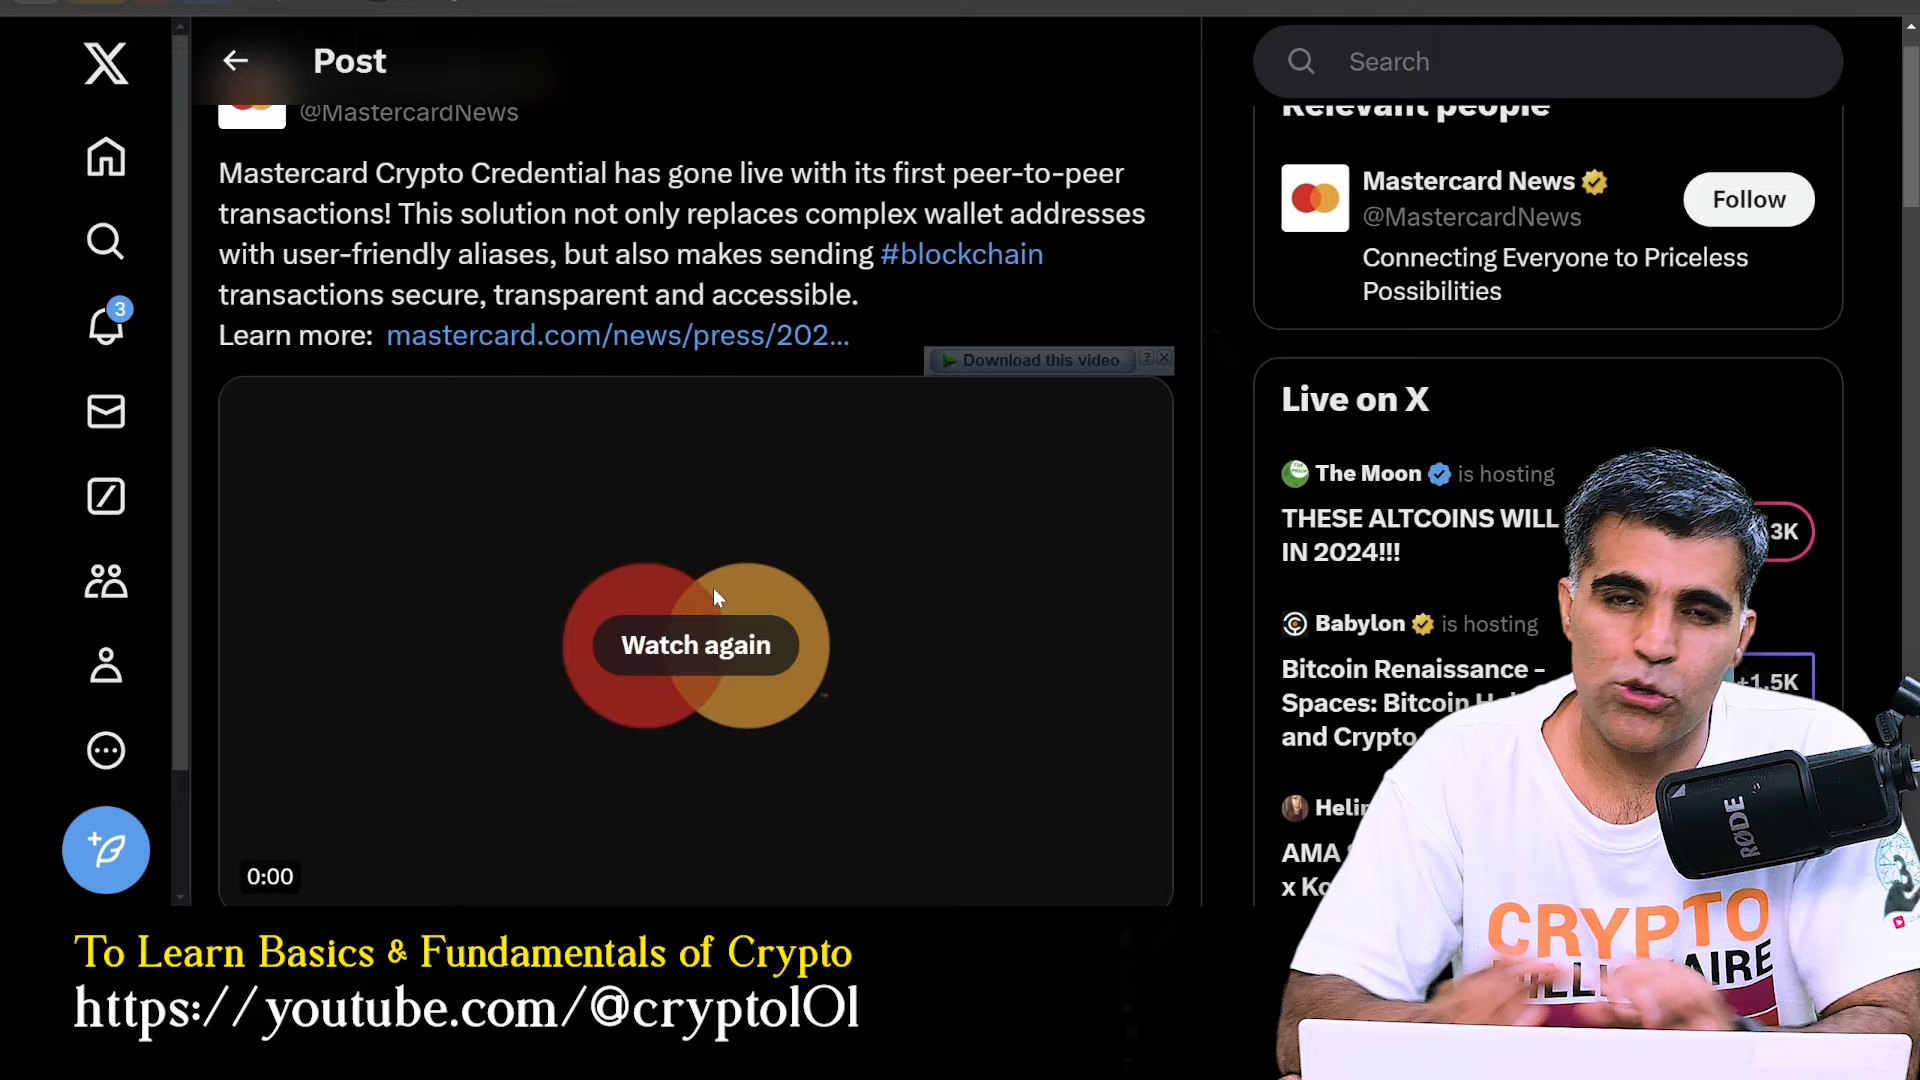 Post
Search
@MastercardNews
Relevant people
Mastercard Crypto Credential has gone live with its first peer-to-peer
transactions! This solution not only replaces complex wallet addresses
with user-friendly aliases, but also makes sending #blockchain
transactions secure, transparent and accessible.
Learn more: mastercard.com/news/press/202...
Mastercard News
@MastercardNews
Follow
Connecting Everyone to Priceless
Possibilities
3
Download this video
?
Watch again
0:00
Live on X
The Moon is hosting
THESE ALTCOINS WILL
IN 2024!!!
3K
Babylon is hosting
Bitcoin Renaissance -
Spaces: Bitcoin
and Crypto
+1.5K
AMA
RØDE
CRYPTO
To Learn Basics & Fundamentals of Crypto
https://youtube.com/@crypto101